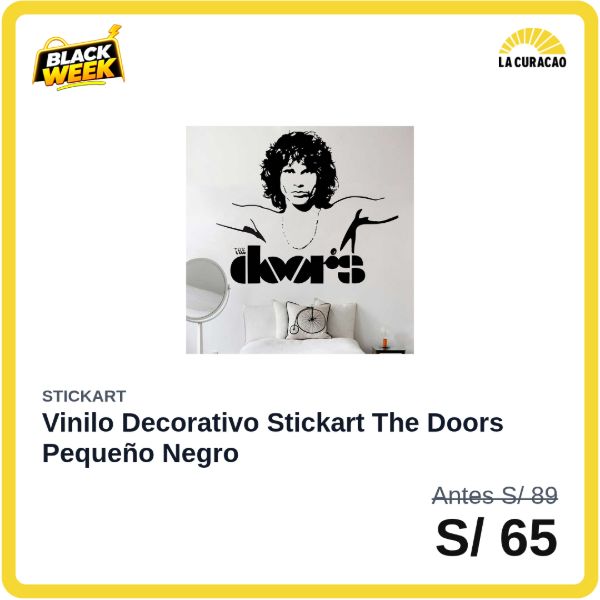 BLACK
WEEK
LA CURACAO
THE
doors
STICKART
Vinilo Decorativo Stickart The Doors
Pequeño Negro
Antes S/ 89
S/ 65